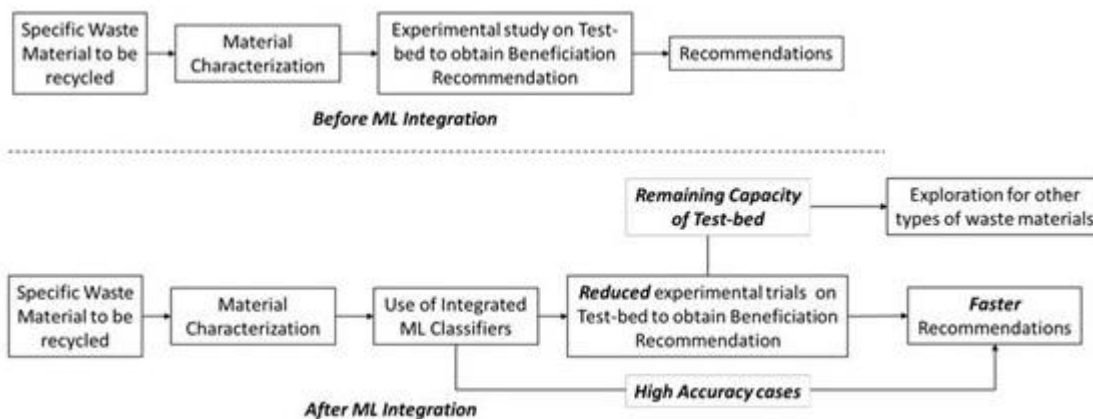 Specific Waste
Material to be
recycled
Material
Characterization
Experimental study on Test-
bed to obtain Beneficiation
Recommendation
Recommendations
Before ML Integration
Remaining Capacity
of Test-bed
Exploration for other
types of waste materials
Specific Waste
Material to be
recycled
Material
Characterization
Use of Integrated
ML Classifiers
Reduced experimental trials on
Test-bed to obtain Beneficiation
Recommendation
Faster
Recommendations
High Accuracy cases
After ML Integration